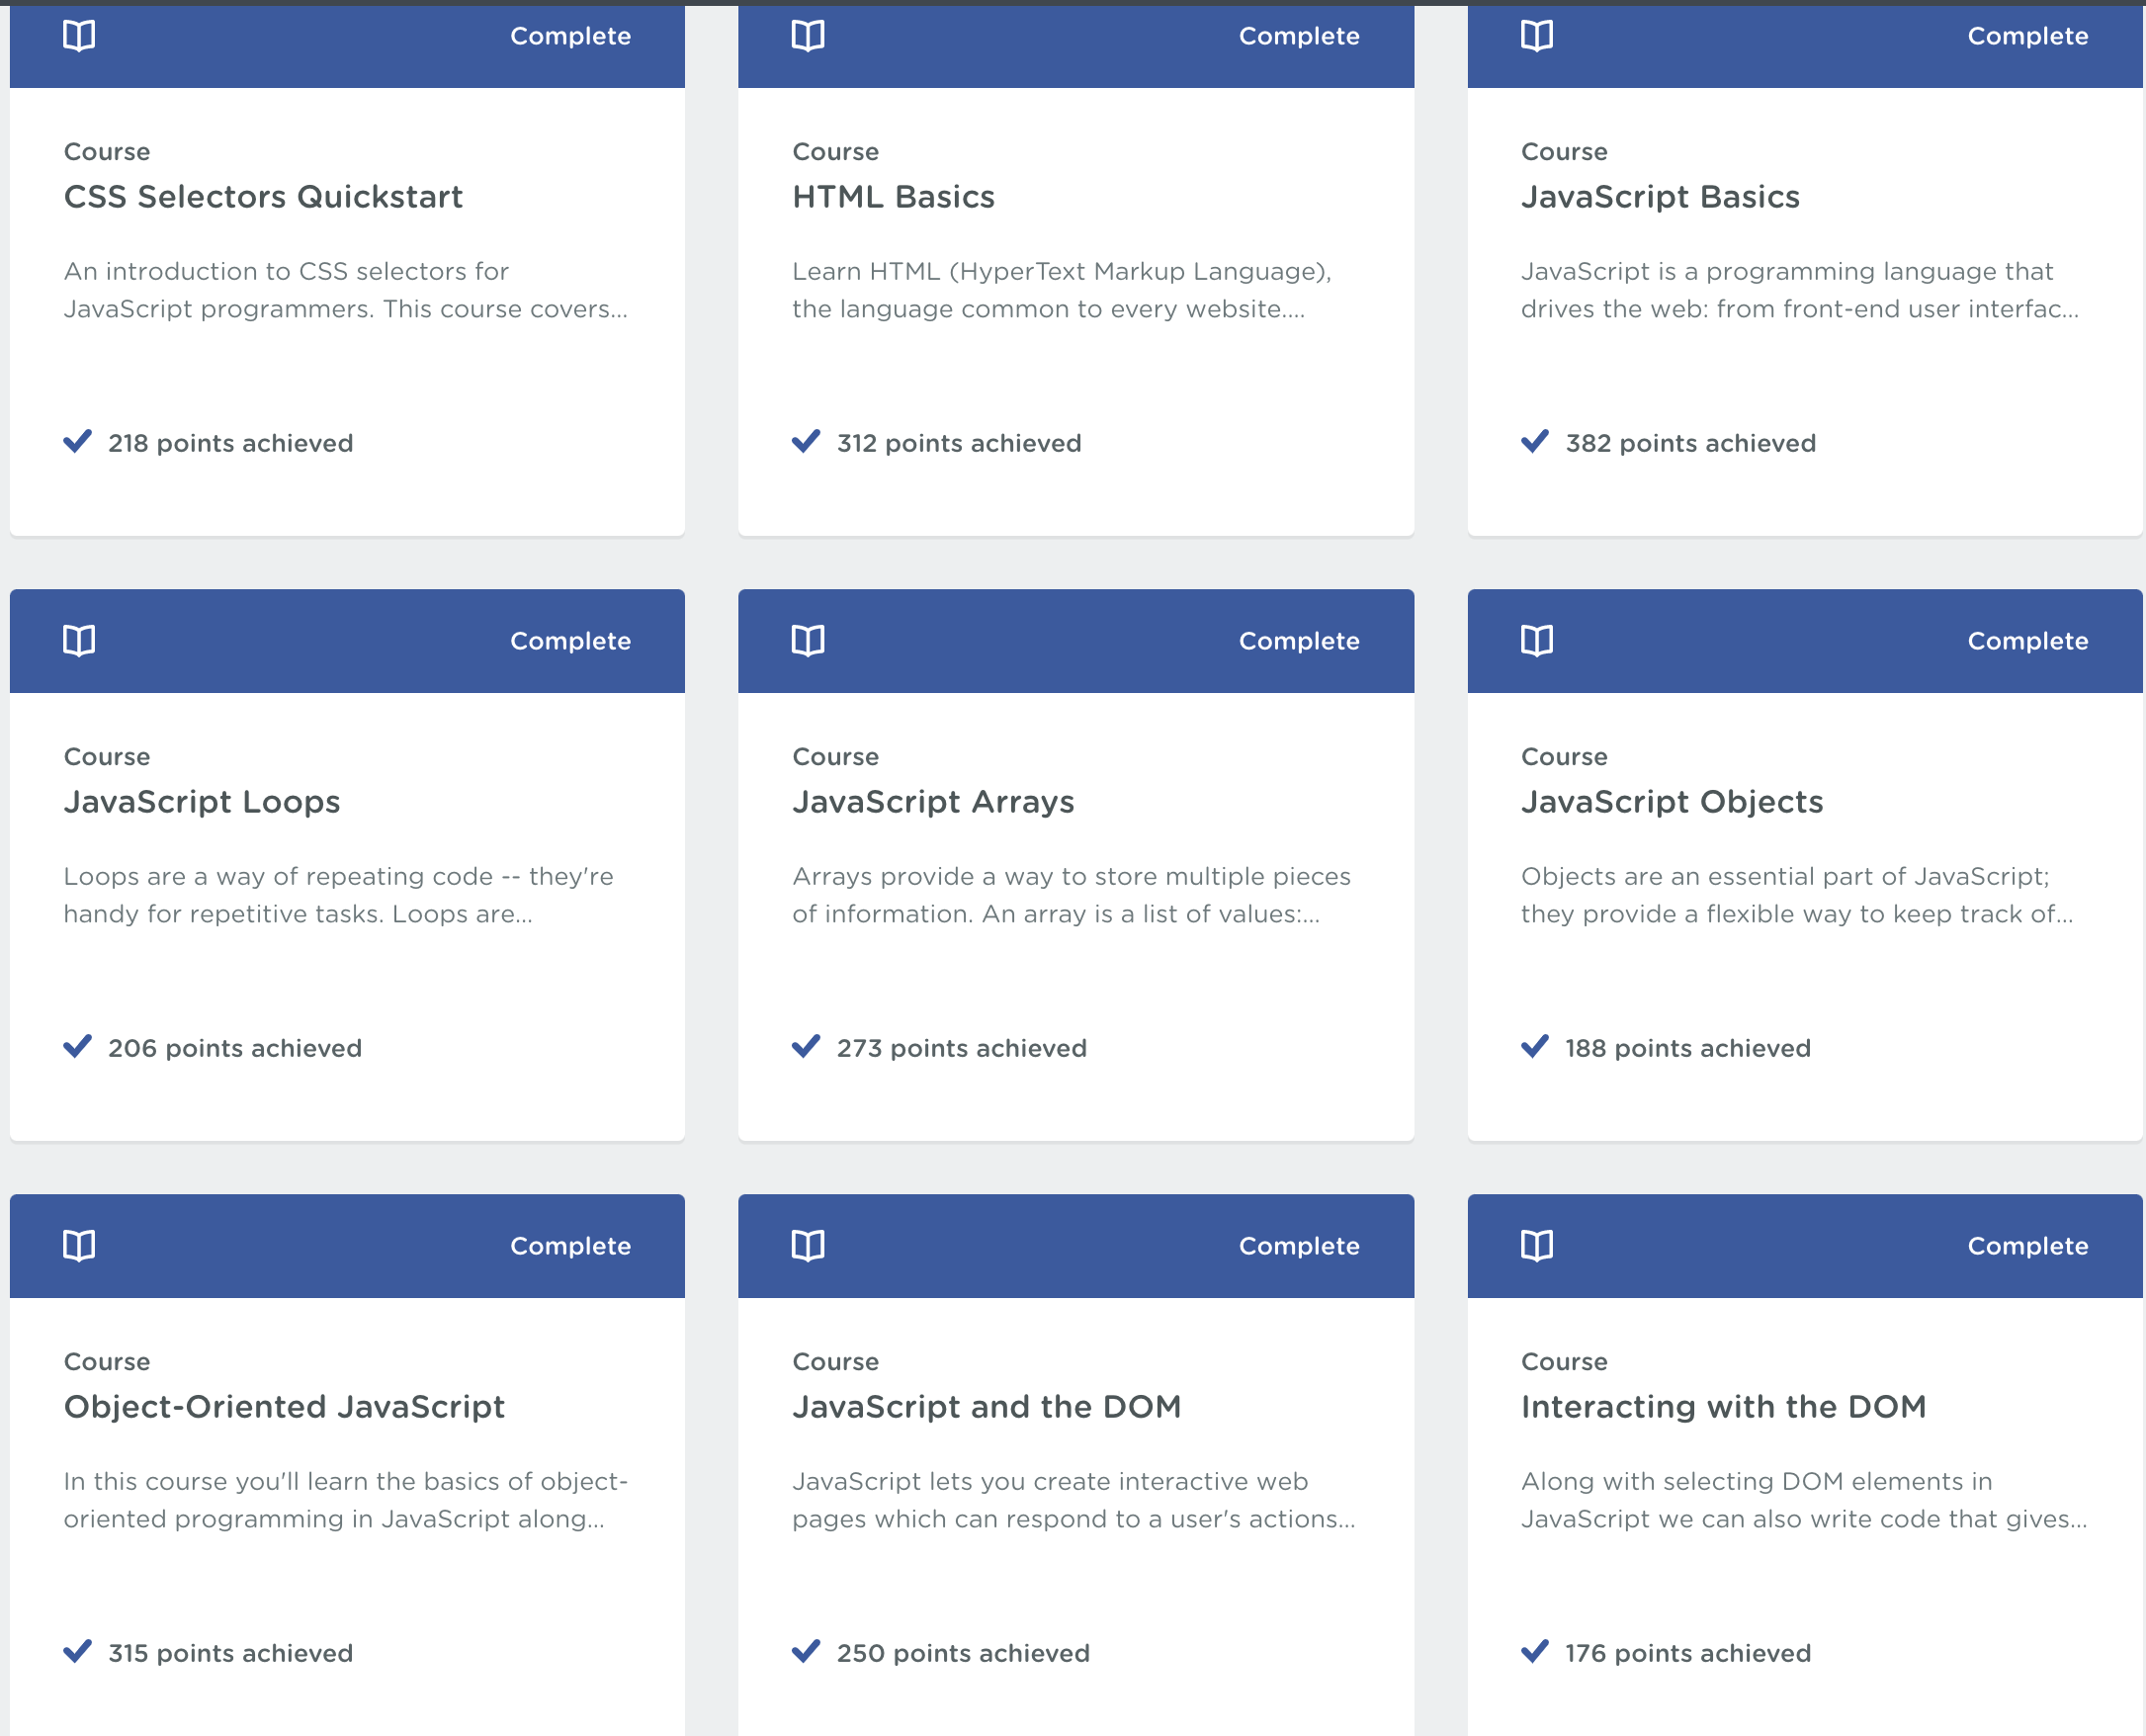 Complete
Course
CSS Selectors Quickstart
An introduction to CSS selectors for
JavaScript programmers. This course covers...
218 points achieved
Complete
Course
HTML Basics
Learn HTML (HyperText Markup Language),
the language common to every website....
312 points achieved
Complete
Course
JavaScript Basics
JavaScript is a programming language that
drives the web: from front-end user interfac...
382 points achieved
Complete
Course
JavaScript Loops
Loops are a way of repeating code -- they're
handy for repetitive tasks. Loops are...
206 points achieved
Complete
Course
JavaScript Arrays
Arrays provide a way to store multiple pieces
of information. An array is a list of values:...
273 points achieved
Complete
Course
JavaScript Objects
Objects are an essential part of JavaScript;
they provide a flexible way to keep track of...
188 points achieved
Complete
Course
Object-Oriented JavaScript
In this course you'll learn the basics of object-
oriented programming in JavaScript along...
315 points achieved
Complete
Course
JavaScript and the DOM
JavaScript lets you create interactive web
pages which can respond to a user's actions...
250 points achieved
Complete
Course
Interacting with the DOM
Along with selecting DOM elements in
JavaScript we can also write code that gives...
176 points achieved